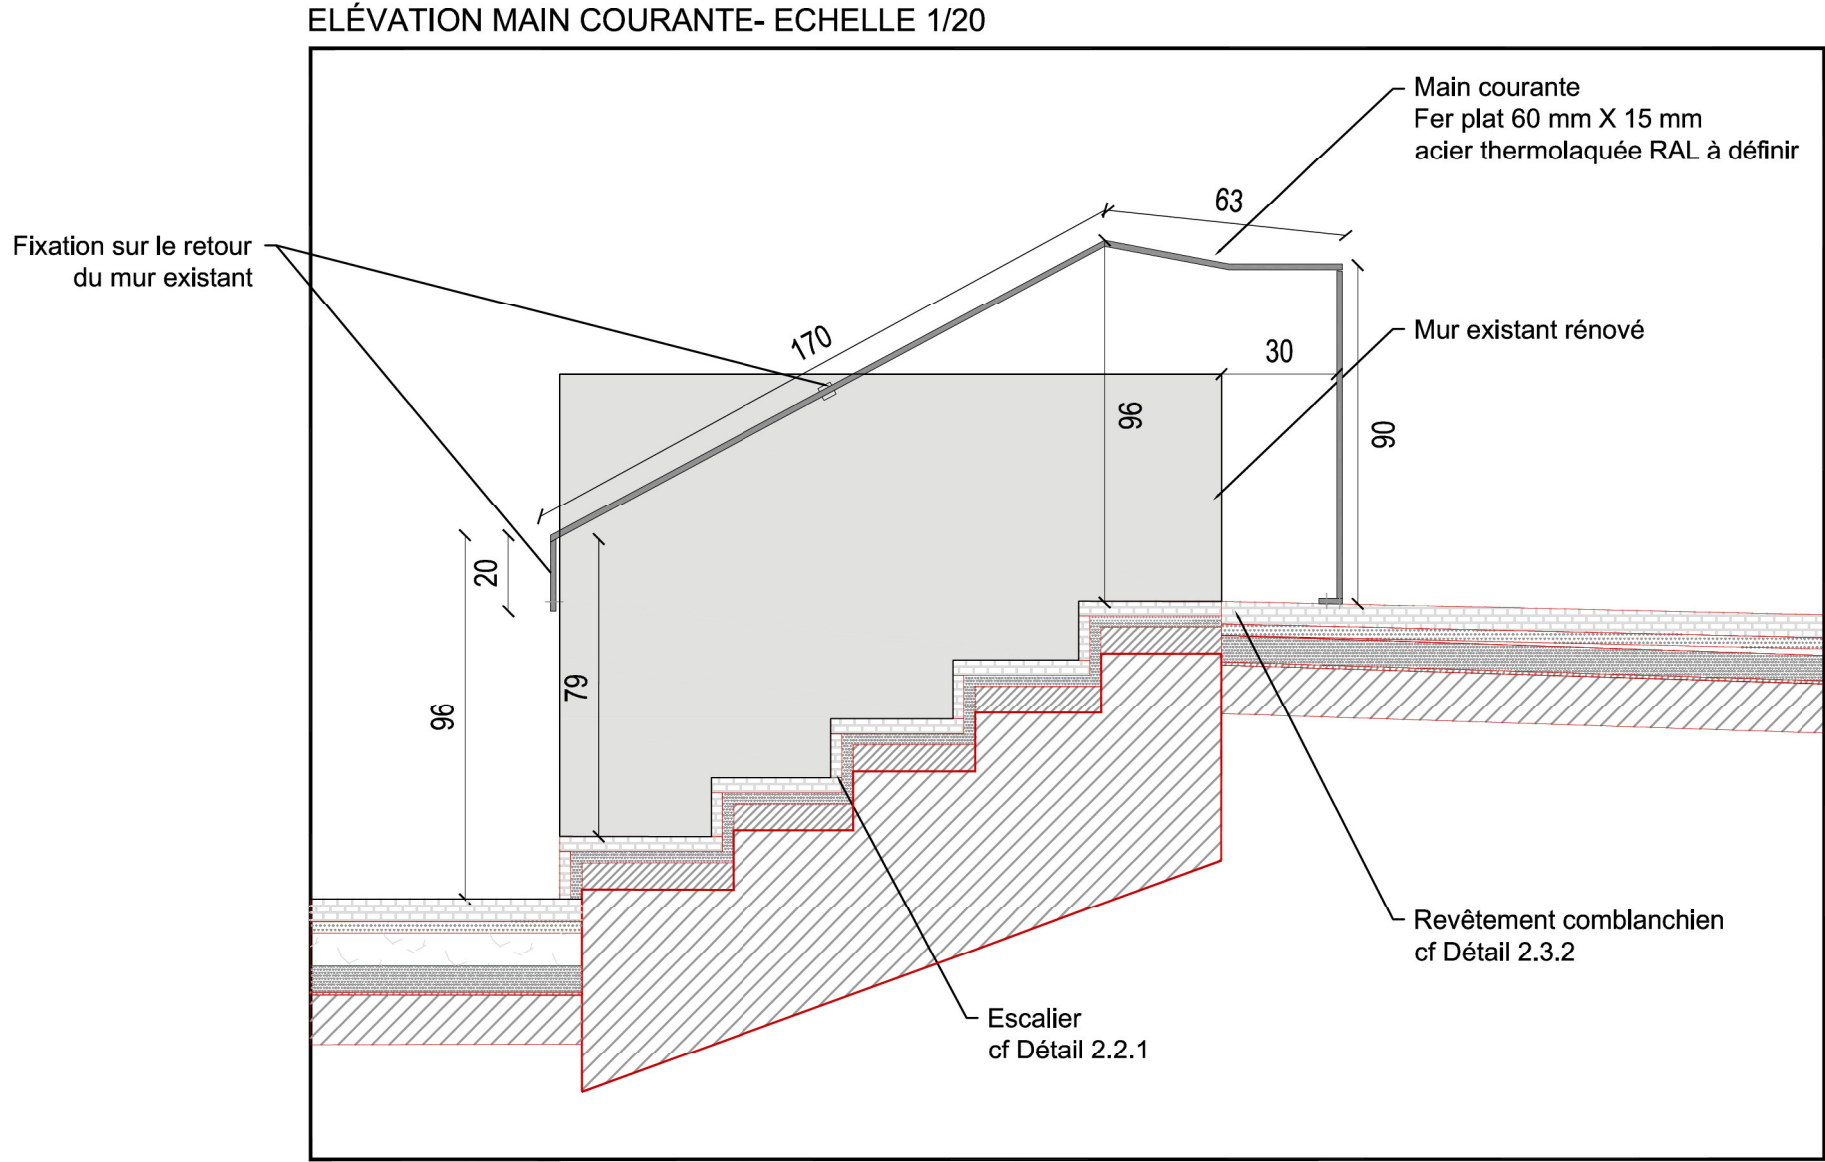 ELÉVATION MAIN COURANTE- ECHELLE 1/20
Main courante
Fer plat 60 mm X 15 mm
acier thermolaquée RAL à définir
63
Fixation sur le retour
du mur existant
170
Mur existant rénové
30
96
90
20
79
96
Revêtement comblanchien
cf Détail 2.3.2
Escalier
cf Détail 2.2.1